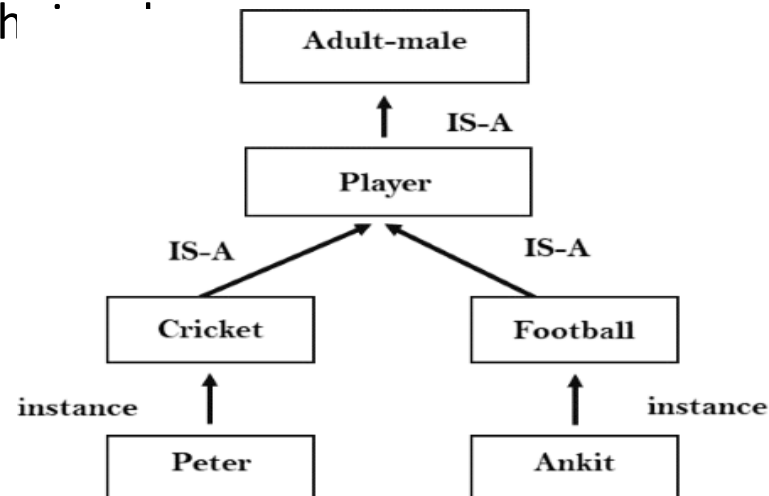 Adult-male
IS-A
Player
IS-A IS-A
Cricket Football
instance instance
Peter Ankit